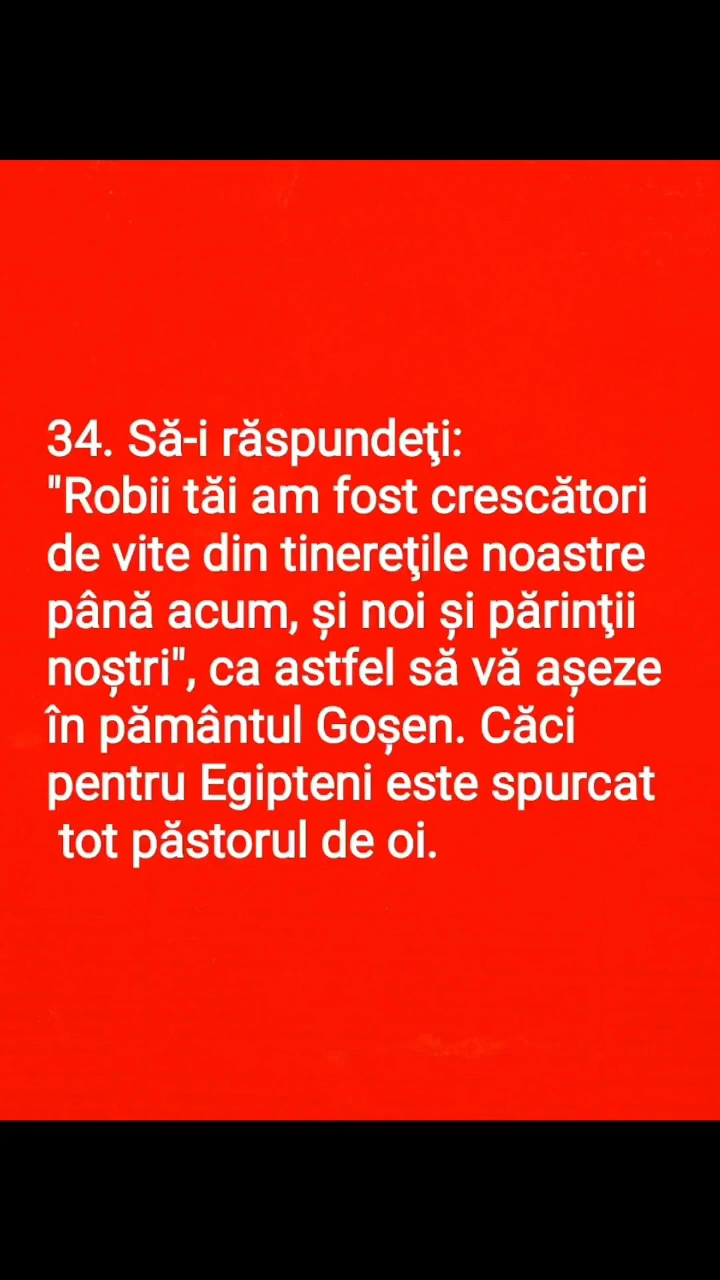 34. Să-i răspundeţi:
"Robii tăi am fost crescători
de vite din tinereţile noastre
până acum, și noi și părinţii
noștri", ca astfel să vă așeze
în pământul Goșen. Căci
pentru Egipteni este spurcat
tot păstorul de oi.